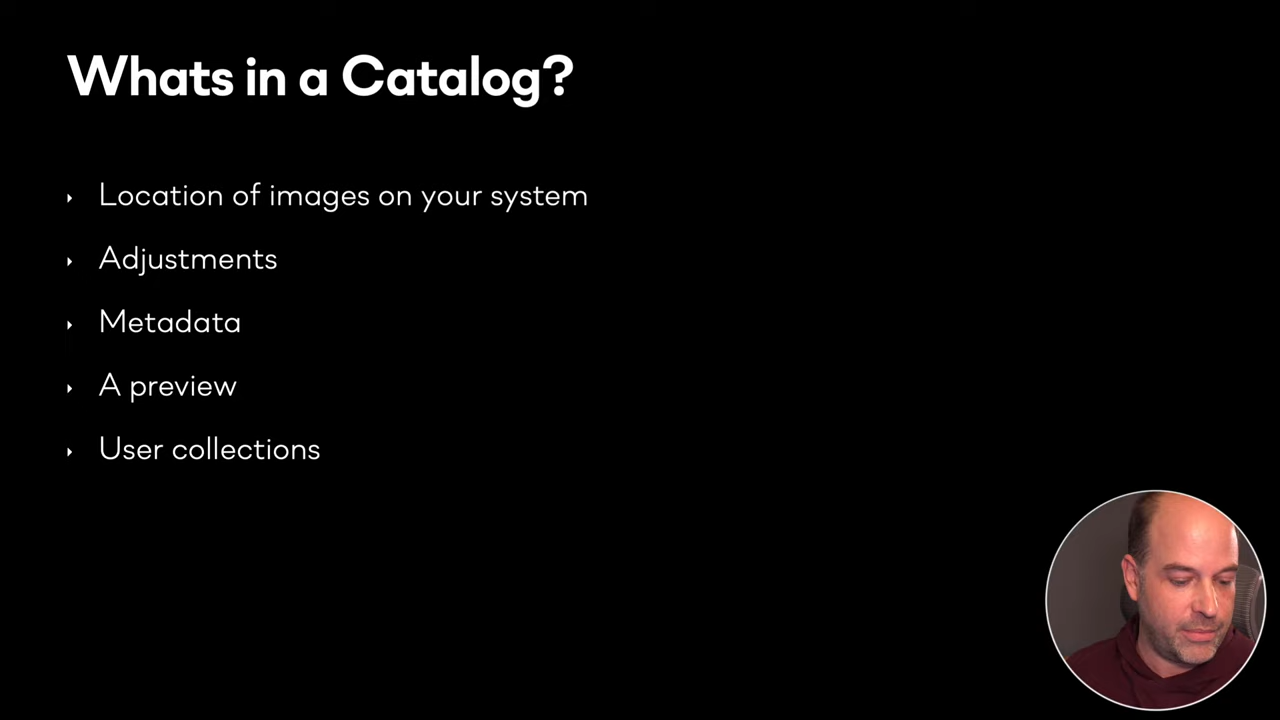 Whats in a Catalog?
Location of images on your system
Adjustments
Metadata
A preview
User collections